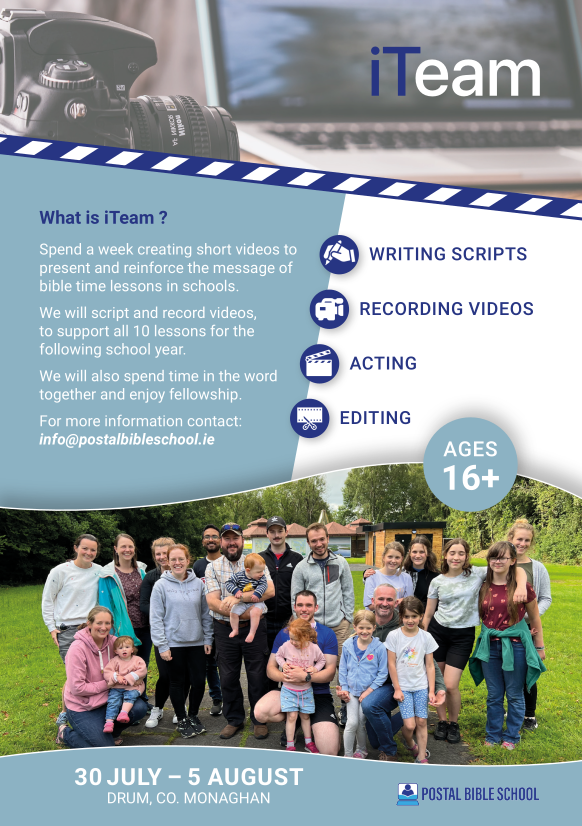 iTeam
What is iTeam ?
Spend a week creating short videos to
present and reinforce the message of
bible time lessons in schools.
We will script and record videos,
to support all 10 lessons for the
following school year.
We will also spend time in the word
together and enjoy fellowship.
For more information contact:
info@postalbibleschool.ie
WRITING SCRIPTS
RECORDING VIDEOS
ACTING
EDITING
AGES
16+
30 JULY – 5 AUGUST
DRUM, CO. MONAGHAN
POSTAL BIBLE SCHOOL